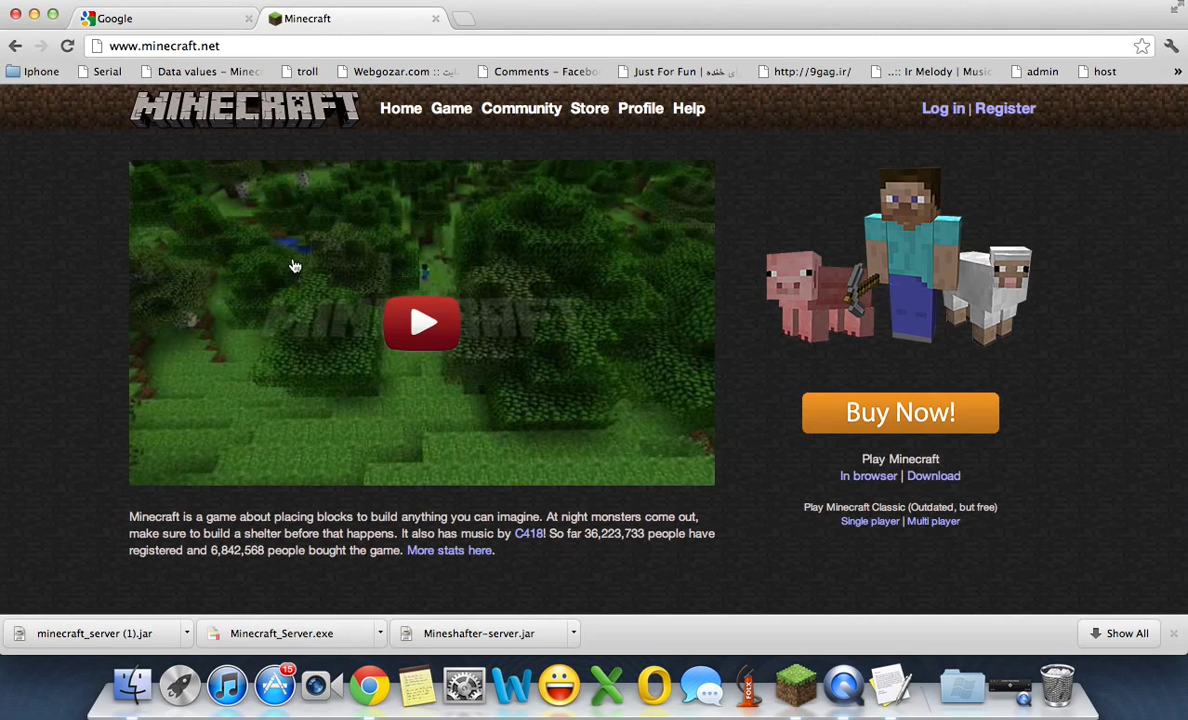 Google
Minecraft
www.minecraft.net
Iphone
Serial
Data values - Minec
troll
Webgozar.com ::
Comments - Facebo
Just For Fun |
http://9gag.ir/
..:: Ir Melody | Mus
admin
host
MINECRAFT
Home Game Community Store Profile Help
Log in | Register
MINECRAFT
Buy Now!
Play Minecraft
In browser | Download
Play Minecraft Classic (Outdated, but free)
Single player | Multi player
Minecraft is a game about placing blocks to build anything you can imagine. At night monsters come out,
make sure to build a shelter before that happens. It also has music by C418! So far 36,223,733 people have
registered and 6,842,568 people bought the game. More stats here.
minecraft_server (1).jar
Minecraft_Server.exe
Mineshafter-server.jar
Show All
15
FOLX